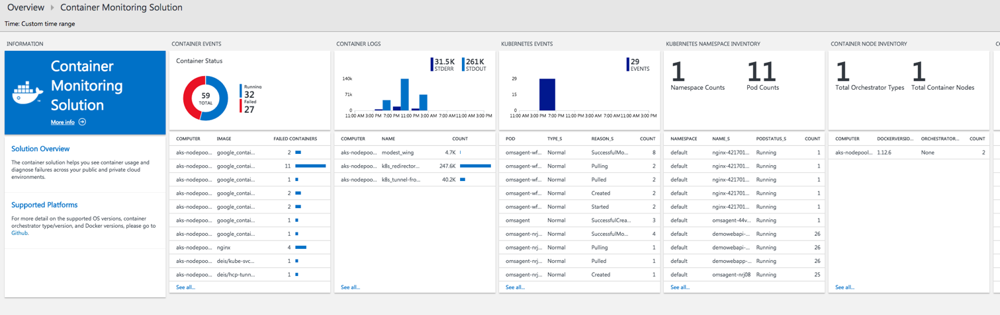 Overview Container Monitoring Solution
Time: Custom time range
INFORMATION
Container
Monitoring
Solution
More info
Solution Overview
The container solution helps you see container usage and
diagnose failures across your public and private cloud
environments.
Supported Platforms
For more detail on the supported OS versions, container
orchestrator type/version, and Docker versions, please go to
Github.
CONTAINER EVENTS
Container Status
59
TOTAL
Running
32
Failed
27
COMPUTER IMAGE FAILED CONTAINERS
aks-nodepoo... google_contai... 2
aks-nodepoo... google_contai... 11
aks-nodepoo... google_contai... 1
aks-nodepoo... google_contai... 2
aks-nodepoo... google_contai... 2
aks-nodepoo... google_contai... 1
aks-nodepoo... google_contai... 1
aks-nodepoo... nginx 4
aks-nodepoo... deis/kube-svc... 1
aks-nodepoo... deis/hcp-tunn... 1
See all...
CONTAINER LOGS
31.5K 261K
STDERR STDOUT
140k
71k
0
11:00 AM 3:00 PM 7:00 PM 11:00 PM 3:00 AM 7:00 AM 11:00 AM 3:00 PM
COMPUTER NAME COUNT
aks-nodepoo... modest_wing 4.7K
aks-nodepoo... k8s_redirector... 247.6K
aks-nodepoo... k8s_tunnel-fro... 40.2K
See all...
KUBERNETES EVENTS
29
EVENTS
29
15
0
11:00 AM 3:00 PM 7:00 PM 11:00 PM 3:00 AM 7:00 AM 11:00 AM 3:00 PM
POD TYPE_S REASON_S COUNT
omsagent-wf... Normal SuccessfulMo... 8
omsagent-wf... Normal Pulling 2
omsagent-wf... Normal Pulled 2
omsagent-wf... Normal Created 2
omsagent-wf... Normal Started 2
omsagent Normal SuccessfulCrea... 3
omsagent-nrj... Normal SuccessfulMo... 4
omsagent-nrj... Normal Pulling 1
omsagent-nrj... Normal Pulled 1
omsagent-nrj... Normal Created 1
See all...
KUBERNETES NAMESPACE INVENTORY
1 11
Namespace Counts Pod Counts
NAMESPACE NAME_S PODSTATUS_S COUNT
default nginx-421701... Running 1
default nginx-421701... Running 1
default nginx-421701... Running 1
default nginx-421701... Running 1
default nginx-421701... Running 1
default omsagent-44v... Running 1
default demowebapi-... Running 26
default demowebapi-... Running 26
default demowebapp-... Running 26
default omsagent-nrj08 Running 25
See all...
CONTAINER NODE INVENTORY
1 1
Total Orchestrator Types Total Container Nodes
COMPUTER DOCKERVERSIO... ORCHESTRATOR... COUNT
aks-nodepool... 1.12.6 None 2
See all...